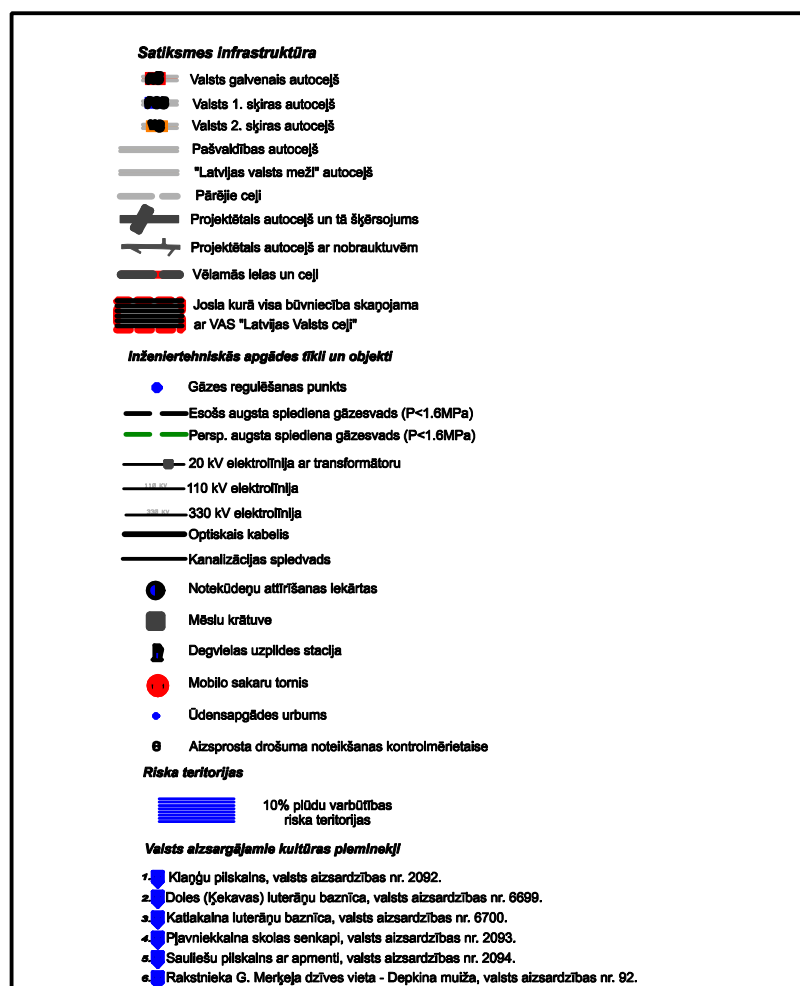 Satiksmes infrastruktūra
Valsts galvenais autoceļš
Valsts 1. šķiras autoceļš
Valsts 2. šķiras autoceļš
Pašvaldības autoceļš
"Latvijas valsts meži" autoceļš
Pārējie ceļi
Projektētais autoceļš un tā šķērsojums
Projektētais autoceļš ar nobrauktuvēm
Vēlamās ielas un ceļi
Josla kurā visa būvniecība skaņojama
ar VAS "Latvijas Valsts ceļi"
Inženiertehniskās apgādes tīkli un objekti
Gāzes regulēšanas punkts
Esošs augsta spiediena gāzesvads (P<1.6MPa)
Persp. augsta spiediena gāzesvads (P<1.6MPa)
20 kV elektrolīnija ar transformātoru
110 KV 110 kV elektrolīnija
330 KV 330 kV elektrolīnija
Optiskais kabelis
Kanalizācijas spiedvads
Notekūdeņu attīrīšanas iekārtas
Mēslu krātuve
Degvielas uzpildes stacija
Mobilo sakaru tornis
Ūdensapgādes urbums
Aizsprosta drošuma noteikšanas kontrolmērietaise
Riska teritorijas
10% plūdu varbūtības
riska teritorijas
Valsts aizsargājamie kultūras pieminekļi
1. Klaņģu pilskalns, valsts aizsardzības nr. 2092.
2. Doles (Ķekavas) luterāņu baznīca, valsts aizsardzības nr. 6699.
3. Katlakalna luterāņu baznīca, valsts aizsardzības nr. 6700.
4. Pļavniekkalna skolas senkapi, valsts aizsardzības nr. 2093.
5. Sauliešu pilskalns ar apmenti, valsts aizsardzības nr. 2094.
6. Rakstnieka G. Merķeļa dzīves vieta - Depkina muiža, valsts aizsardzības nr. 92.